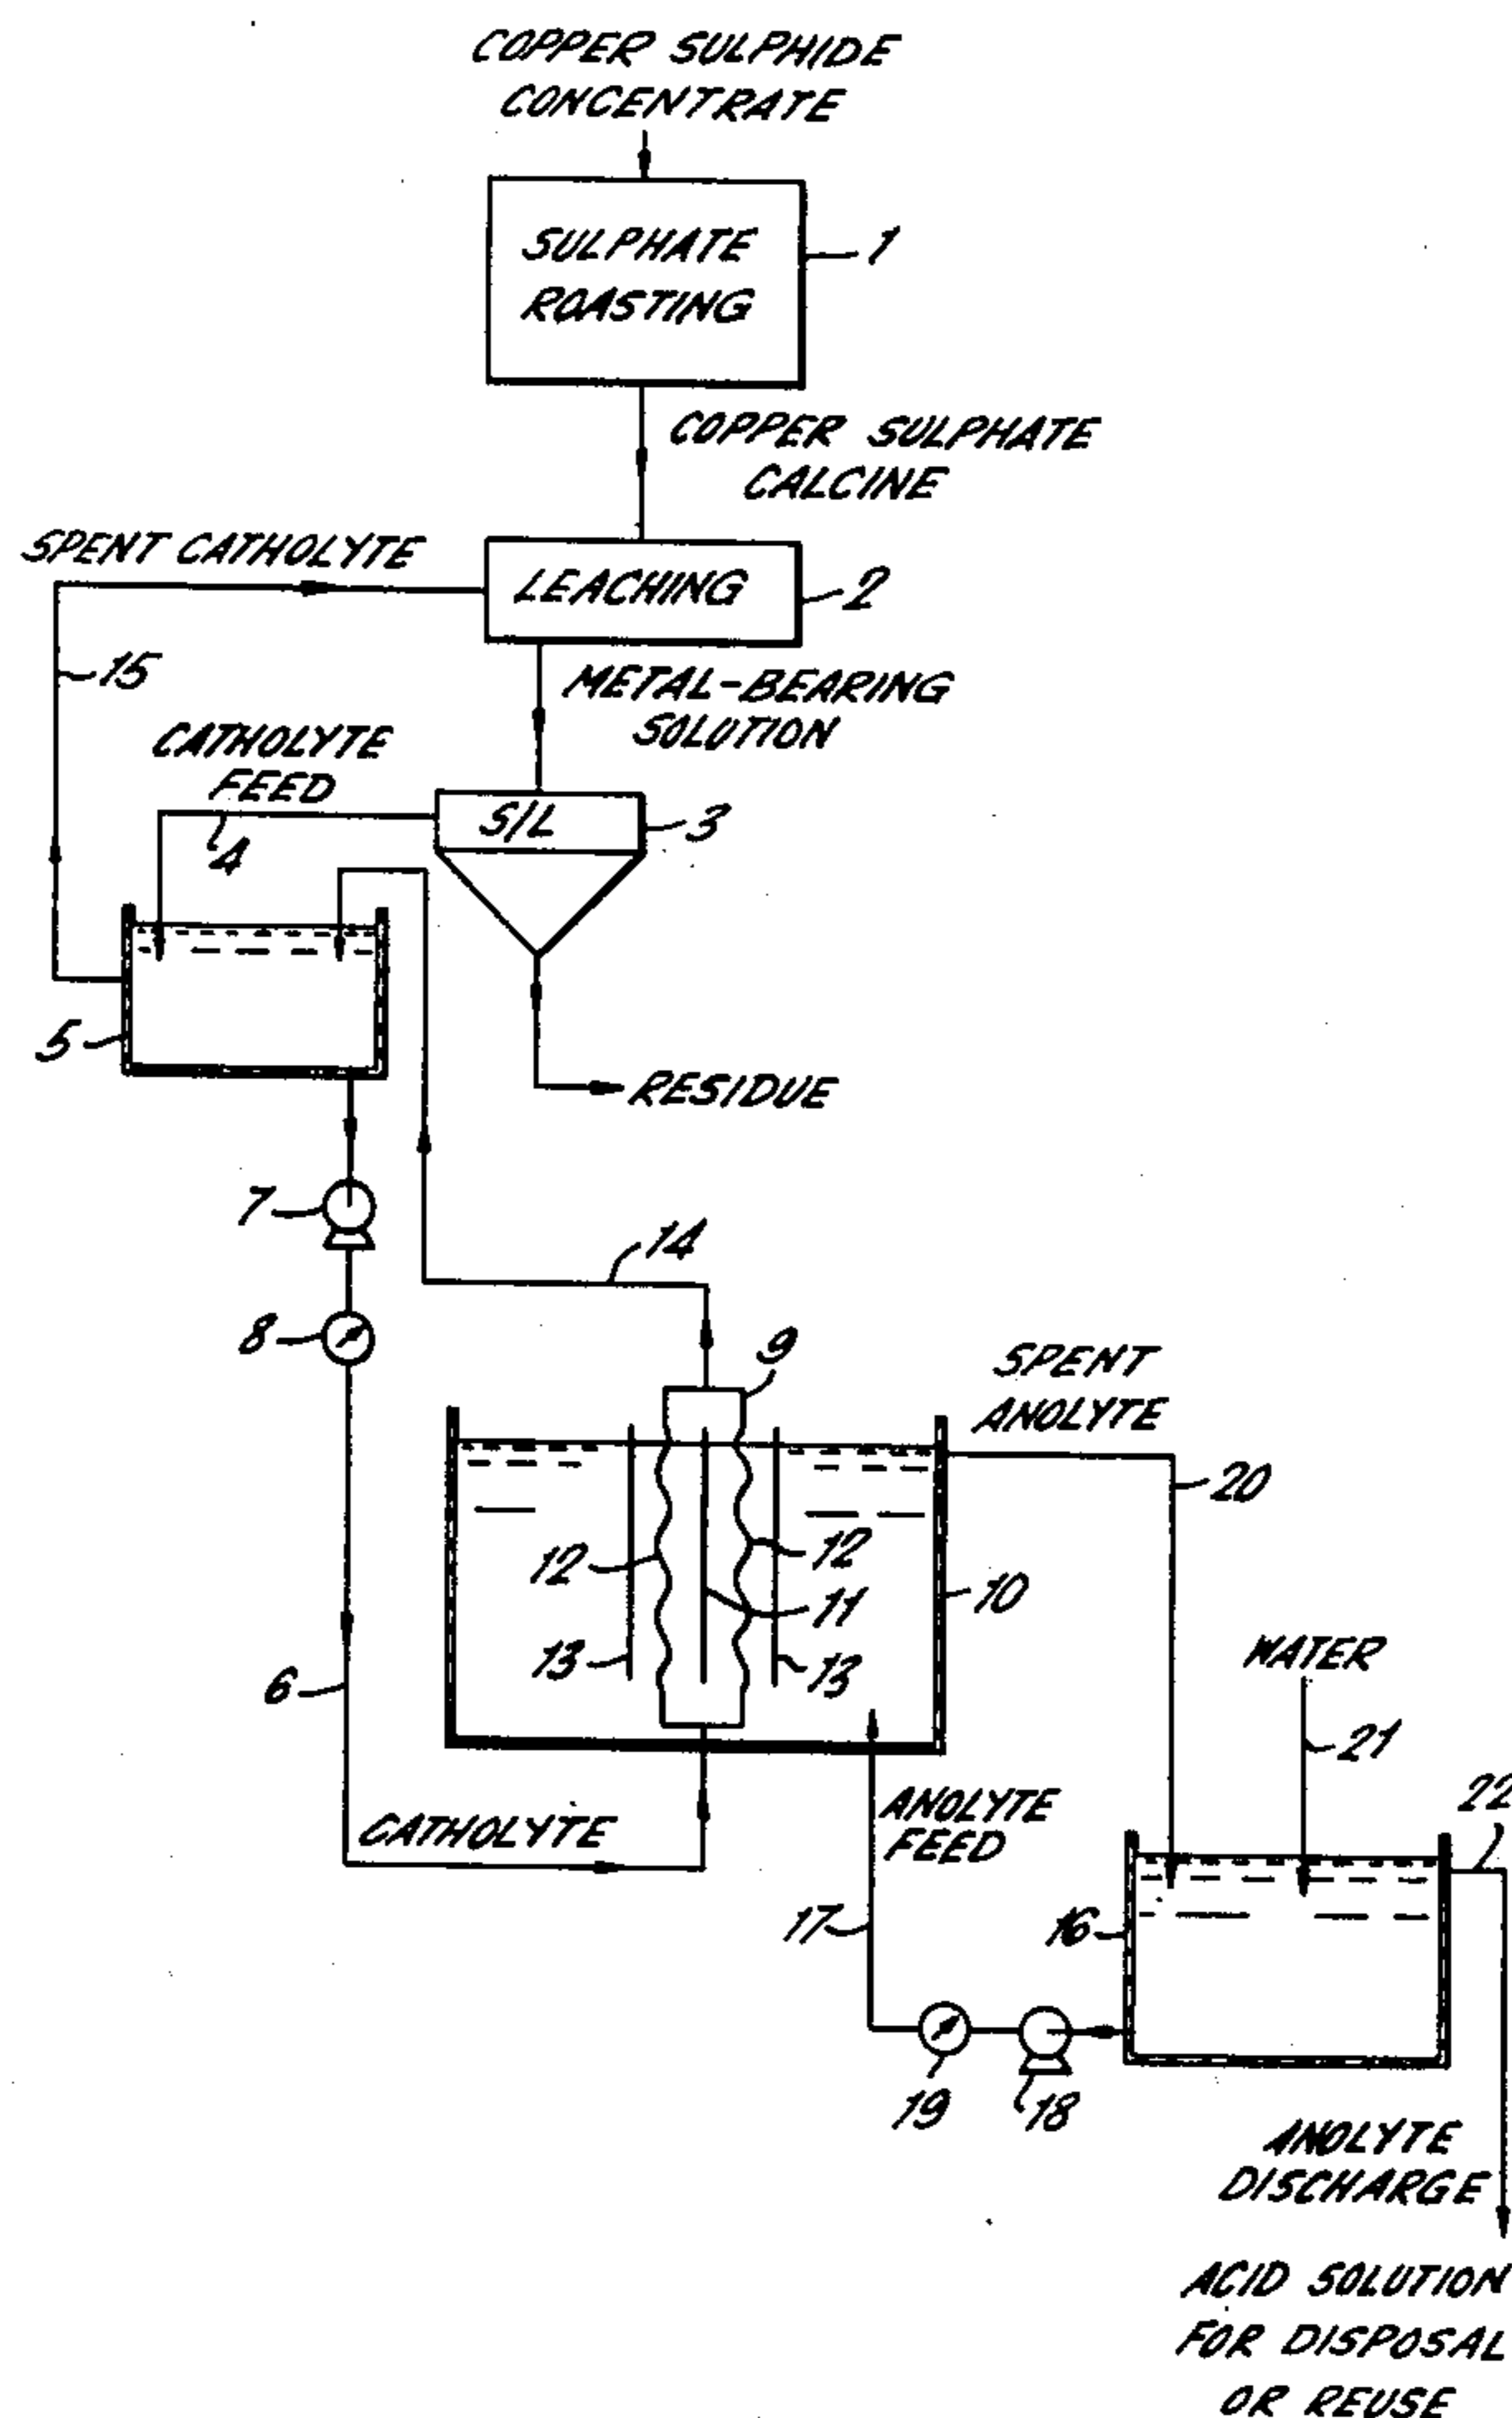 COPPER SULPHIDE
CONCENTRATE
SULPHATE
ROASTING
1
COPPER SULPHATE
CALCINE
SPENT CATHOLYTE
LEACHING
2
15
METAL-BEARING
SOLUTION
CATHOLYTE
FEED
4
S/L
3
5
RESIDUE
7
14
8
9
SPENT
ANOLYTE
20
12
12
11
10
13
13
6
WATER
21
22
CATHOLYTE
ANOLYTE
FEED
17
16
19
18
ANOLYTE
DISCHARGE
ACID SOLUTION
FOR DISPOSAL
OR REUSE